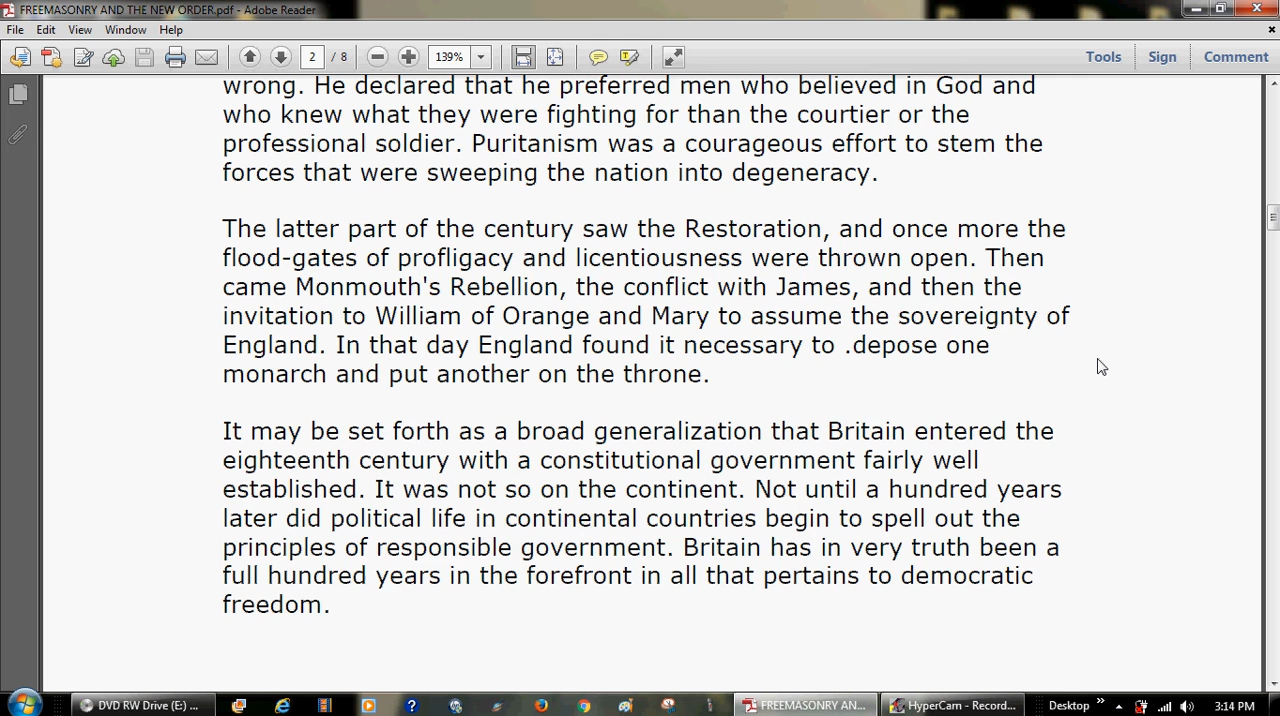 FREEMASONRY AND THE NEW ORDER.pdf - Adobe Reader
File Edit View Window Help
2 / 8 139% Tools Sign Comment
wrong. He declared that he preferred men who believed in God and
who knew what they were fighting for than the courtier or the
professional soldier. Puritanism was a courageous effort to stem the
forces that were sweeping the nation into degeneracy.
The latter part of the century saw the Restoration, and once more the
flood-gates of profligacy and licentiousness were thrown open. Then
came Monmouth's Rebellion, the conflict with James, and then the
invitation to William of Orange and Mary to assume the sovereignty of
England. In that day England found it necessary to .depose one
monarch and put another on the throne.
It may be set forth as a broad generalization that Britain entered the
eighteenth century with a constitutional government fairly well
established. It was not so on the continent. Not until a hundred years
later did political life in continental countries begin to spell out the
principles of responsible government. Britain has in very truth been a
full hundred years in the forefront in all that pertains to democratic
freedom.
DVD RW Drive (E:) ... FREEMASONRY AN... HyperCam - Record... Desktop 3:14 PM